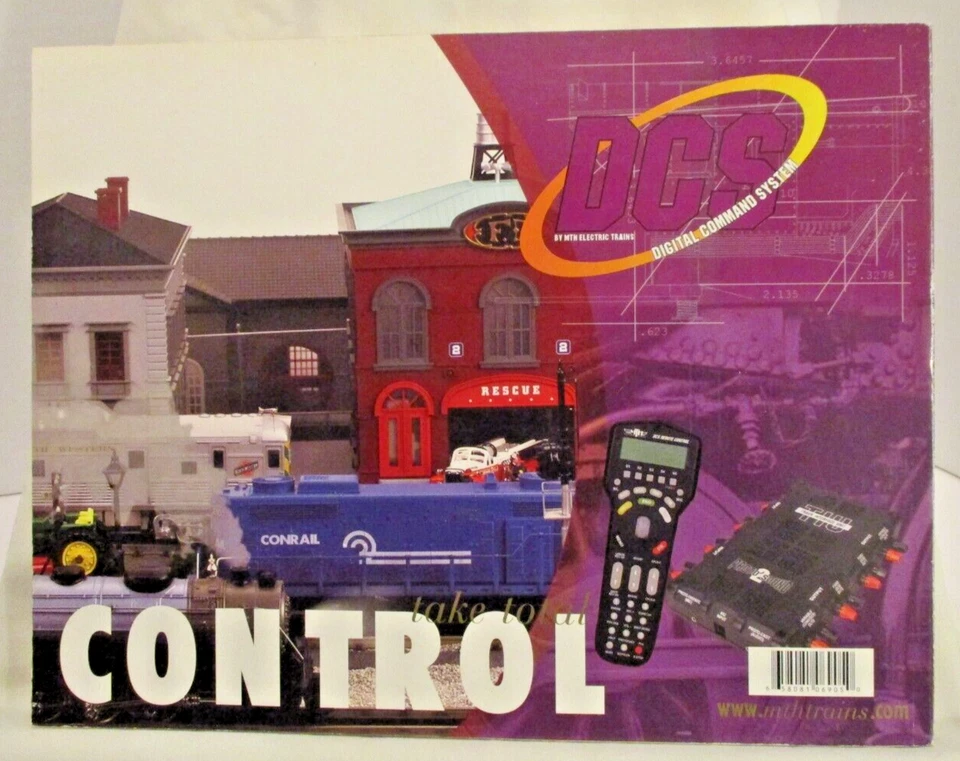 3.6457
DCS
BY MTH ELECTRIC TRAINS
DIGITAL COMMAND SYSTEM
.3278
2.135
.623
2
2
RESCUE
CONRAIL
TIU
take total
CONTROL
www.mthtrains.com